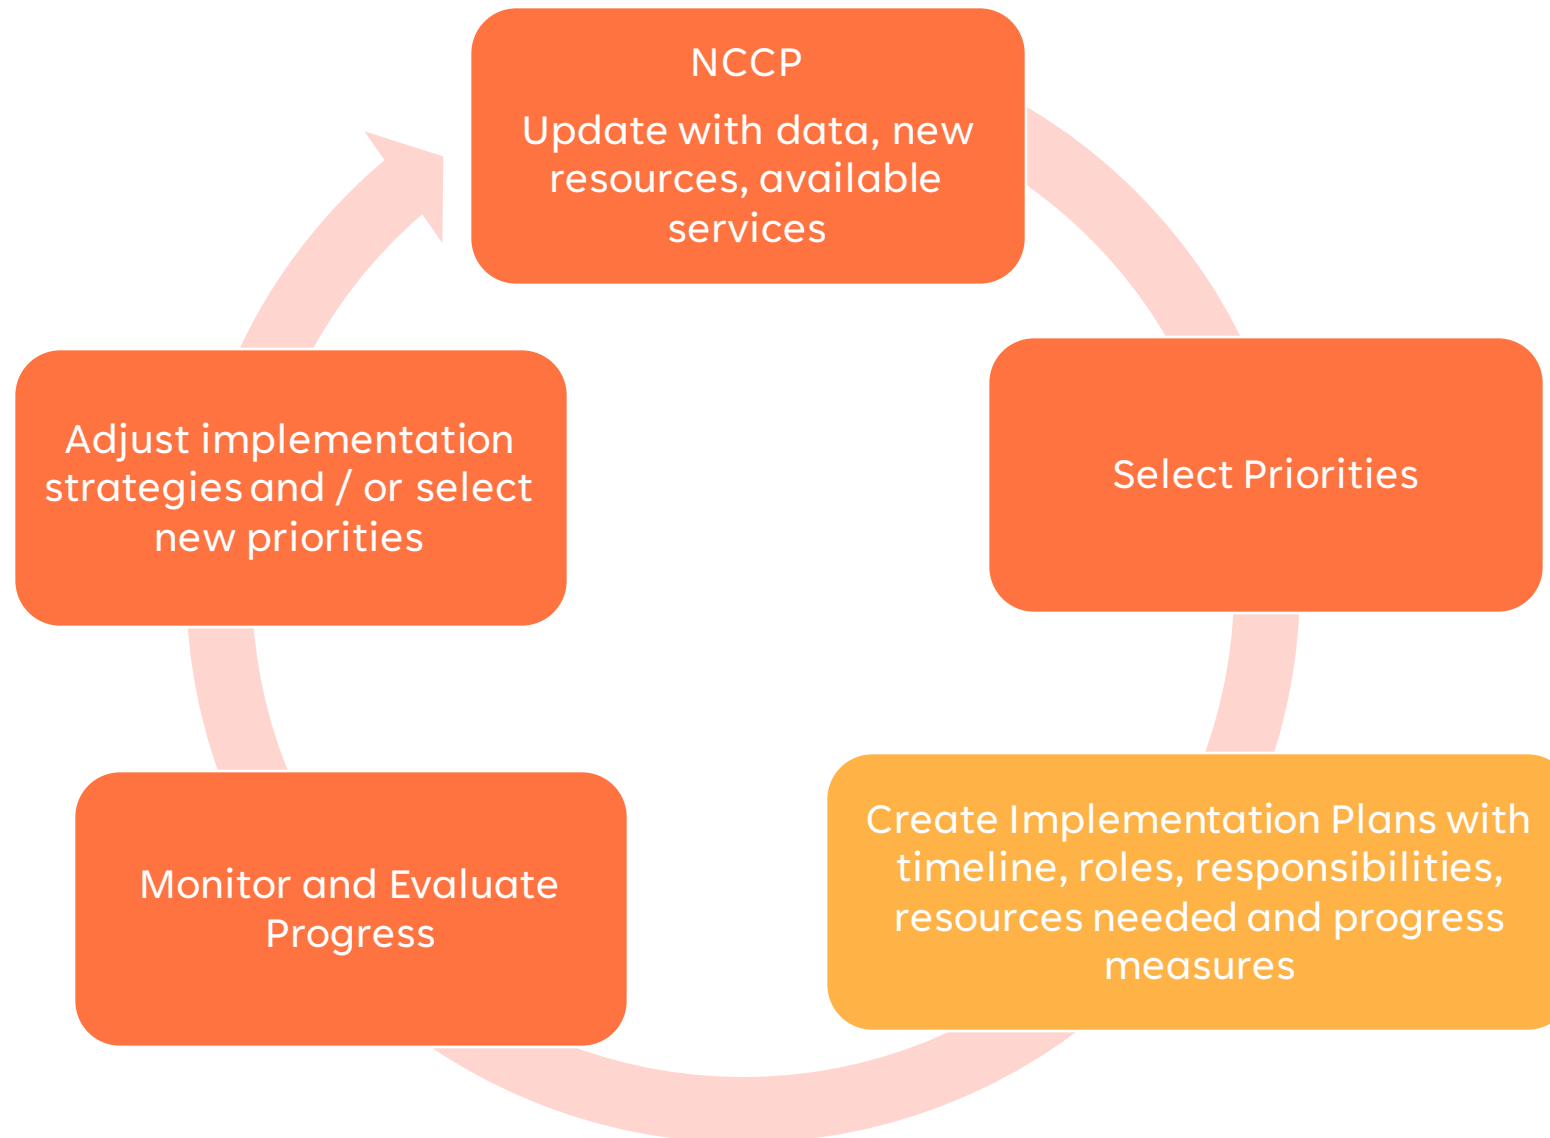 NCCP
Update with data, new
resources, available
services
Select Priorities
Create Implementation Plans with
timeline, roles, responsibilities,
resources needed and progress
measures
Monitor and Evaluate
Progress
Adjust implementation
strategies and / or select
new priorities